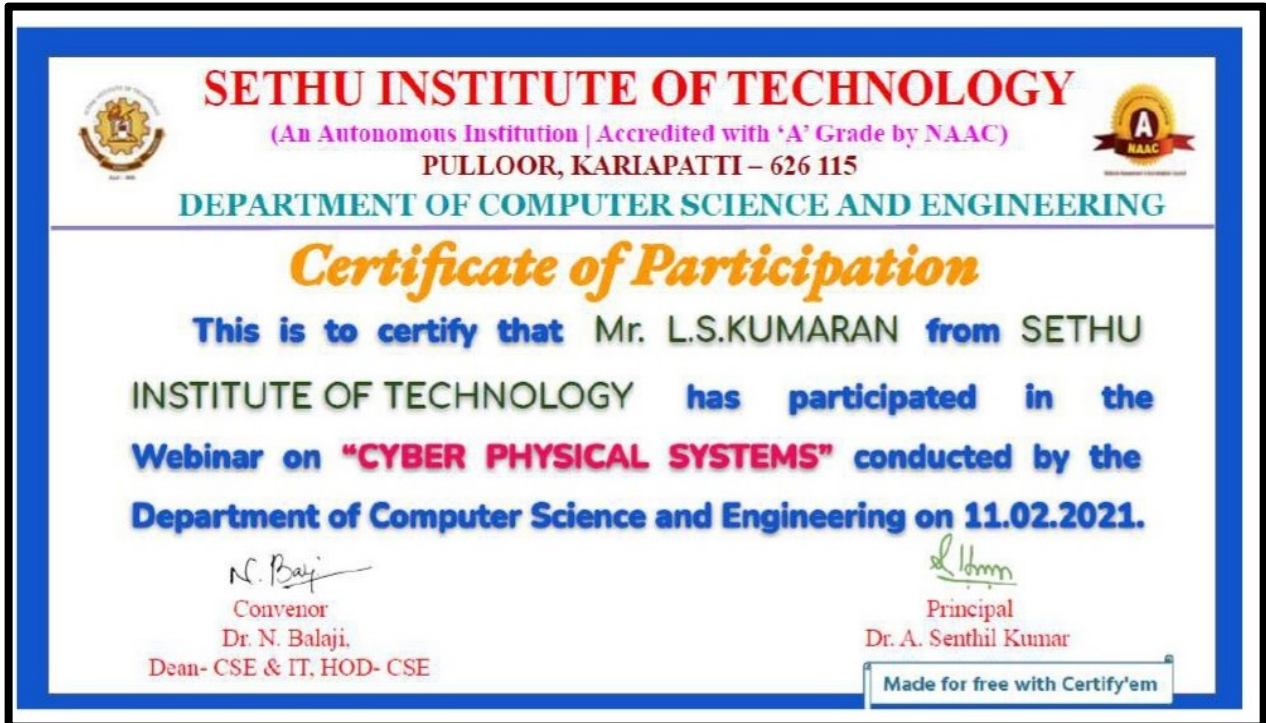 SETHU INSTITUTE OF TECHNOLOGY
(An Autonomous Institution | Accredited with ‘A’ Grade by NAAC)
PULLOOR, KARIAPATTI – 626 115
A
NAAC
DEPARTMENT OF COMPUTER SCIENCE AND ENGINEERING
Certificate of Participation
This is to certify that Mr. L.S.KUMARAN from SETHU
INSTITUTE OF TECHNOLOGY has participated in the
Webinar on “CYBER PHYSICAL SYSTEMS” conducted by the
Department of Computer Science and Engineering on 11.02.2021.
N. Balaji
Convenor
Dr. N. Balaji,
Dean- CSE & IT, HOD- CSE
Principal
Dr. A. Senthil Kumar
Made for free with Certify'em